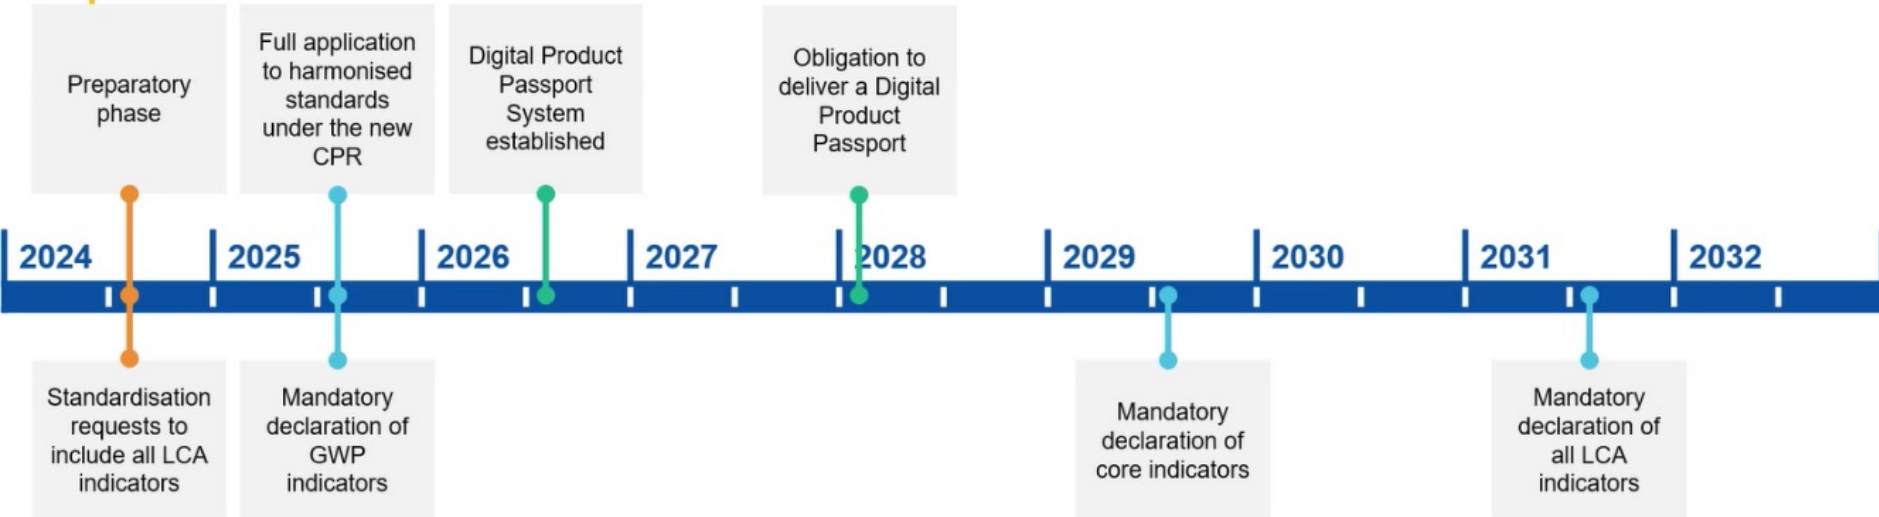 Preparatory
phase
Full application
to harmonised
standards
under the new
CPR
Digital Product
Passport
System
established
Obligation to
deliver a Digital
Product
Passport
2024
2025
2026
2027
2028
2029
2030
2031
2032
Standardisation
requests to
include all LCA
indicators
Mandatory
declaration of
GWP
indicators
Mandatory
declaration of
core indicators
Mandatory
declaration of
all LCA
indicators